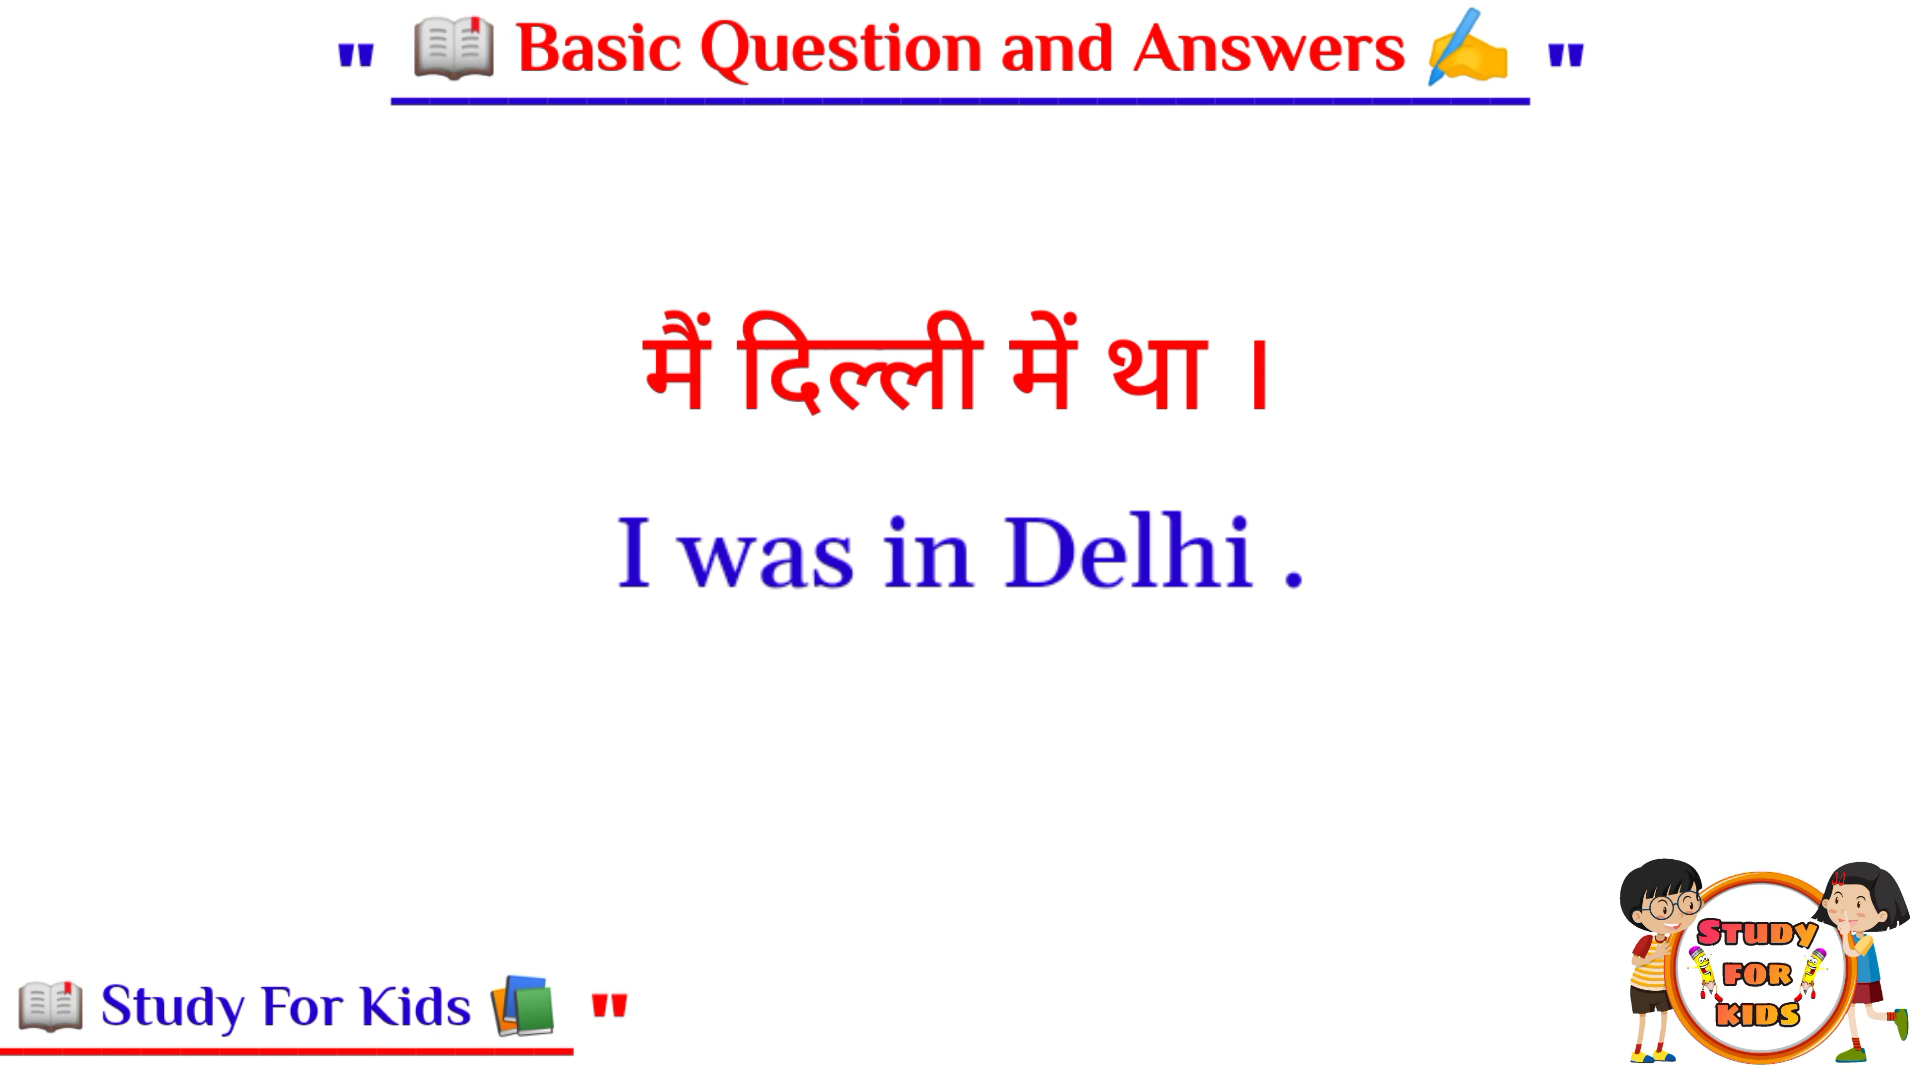 " 📖 Basic Question and Answers ✍️ "
मैं दिल्ली में था ।
I was in Delhi .
📖 Study For Kids 📚 "
STUDY
FOR
KIDS